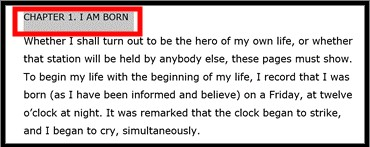 CHAPTER 1. I AM BORN
Whether I shall turn out to be the hero of my own life, or whether
that station will be held by anybody else, these pages must show.
To begin my life with the beginning of my life, I record that I was
born (as I have been informed and believe) on a Friday, at twelve
o’clock at night. It was remarked that the clock began to strike,
and I began to cry, simultaneously.